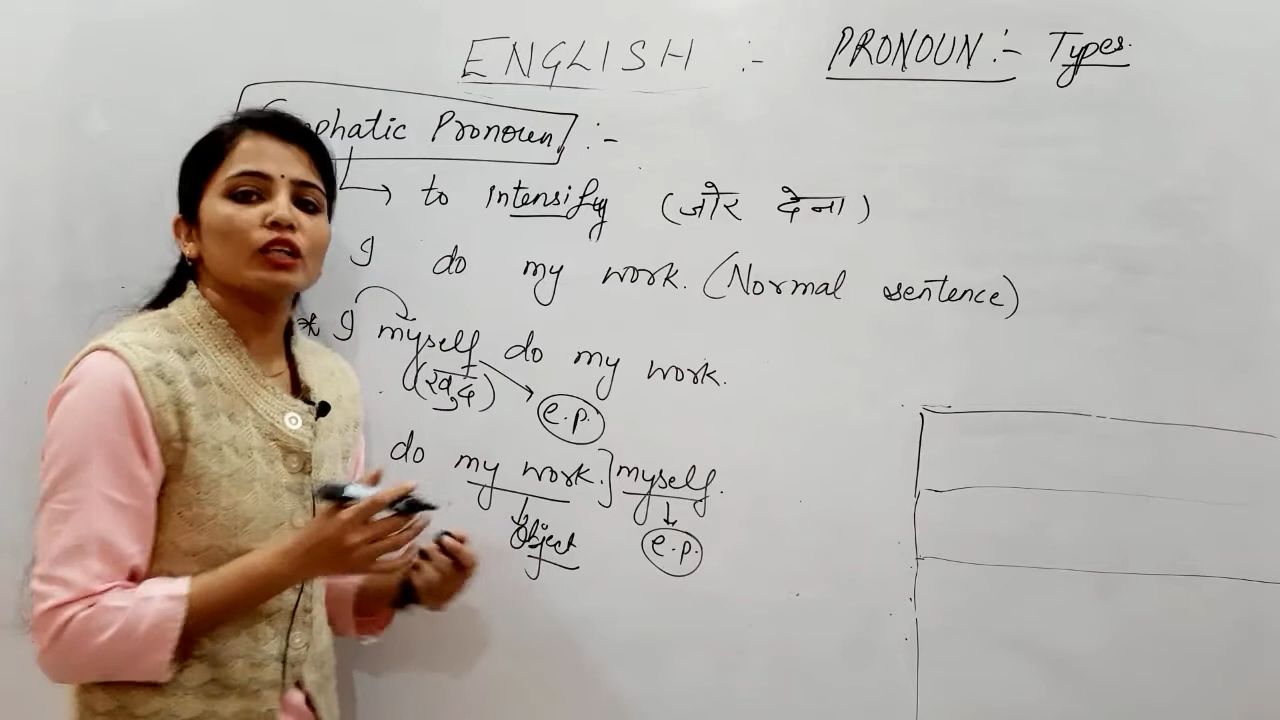 ENGLISH :- PRONOUN :- Types.
phatic Pronoun :-
to intensify (जोर देना)
I do my work. (Normal sentence)
* I myself do my work.
(खुद) e.p.
do my work.] myself.
Object e.p.